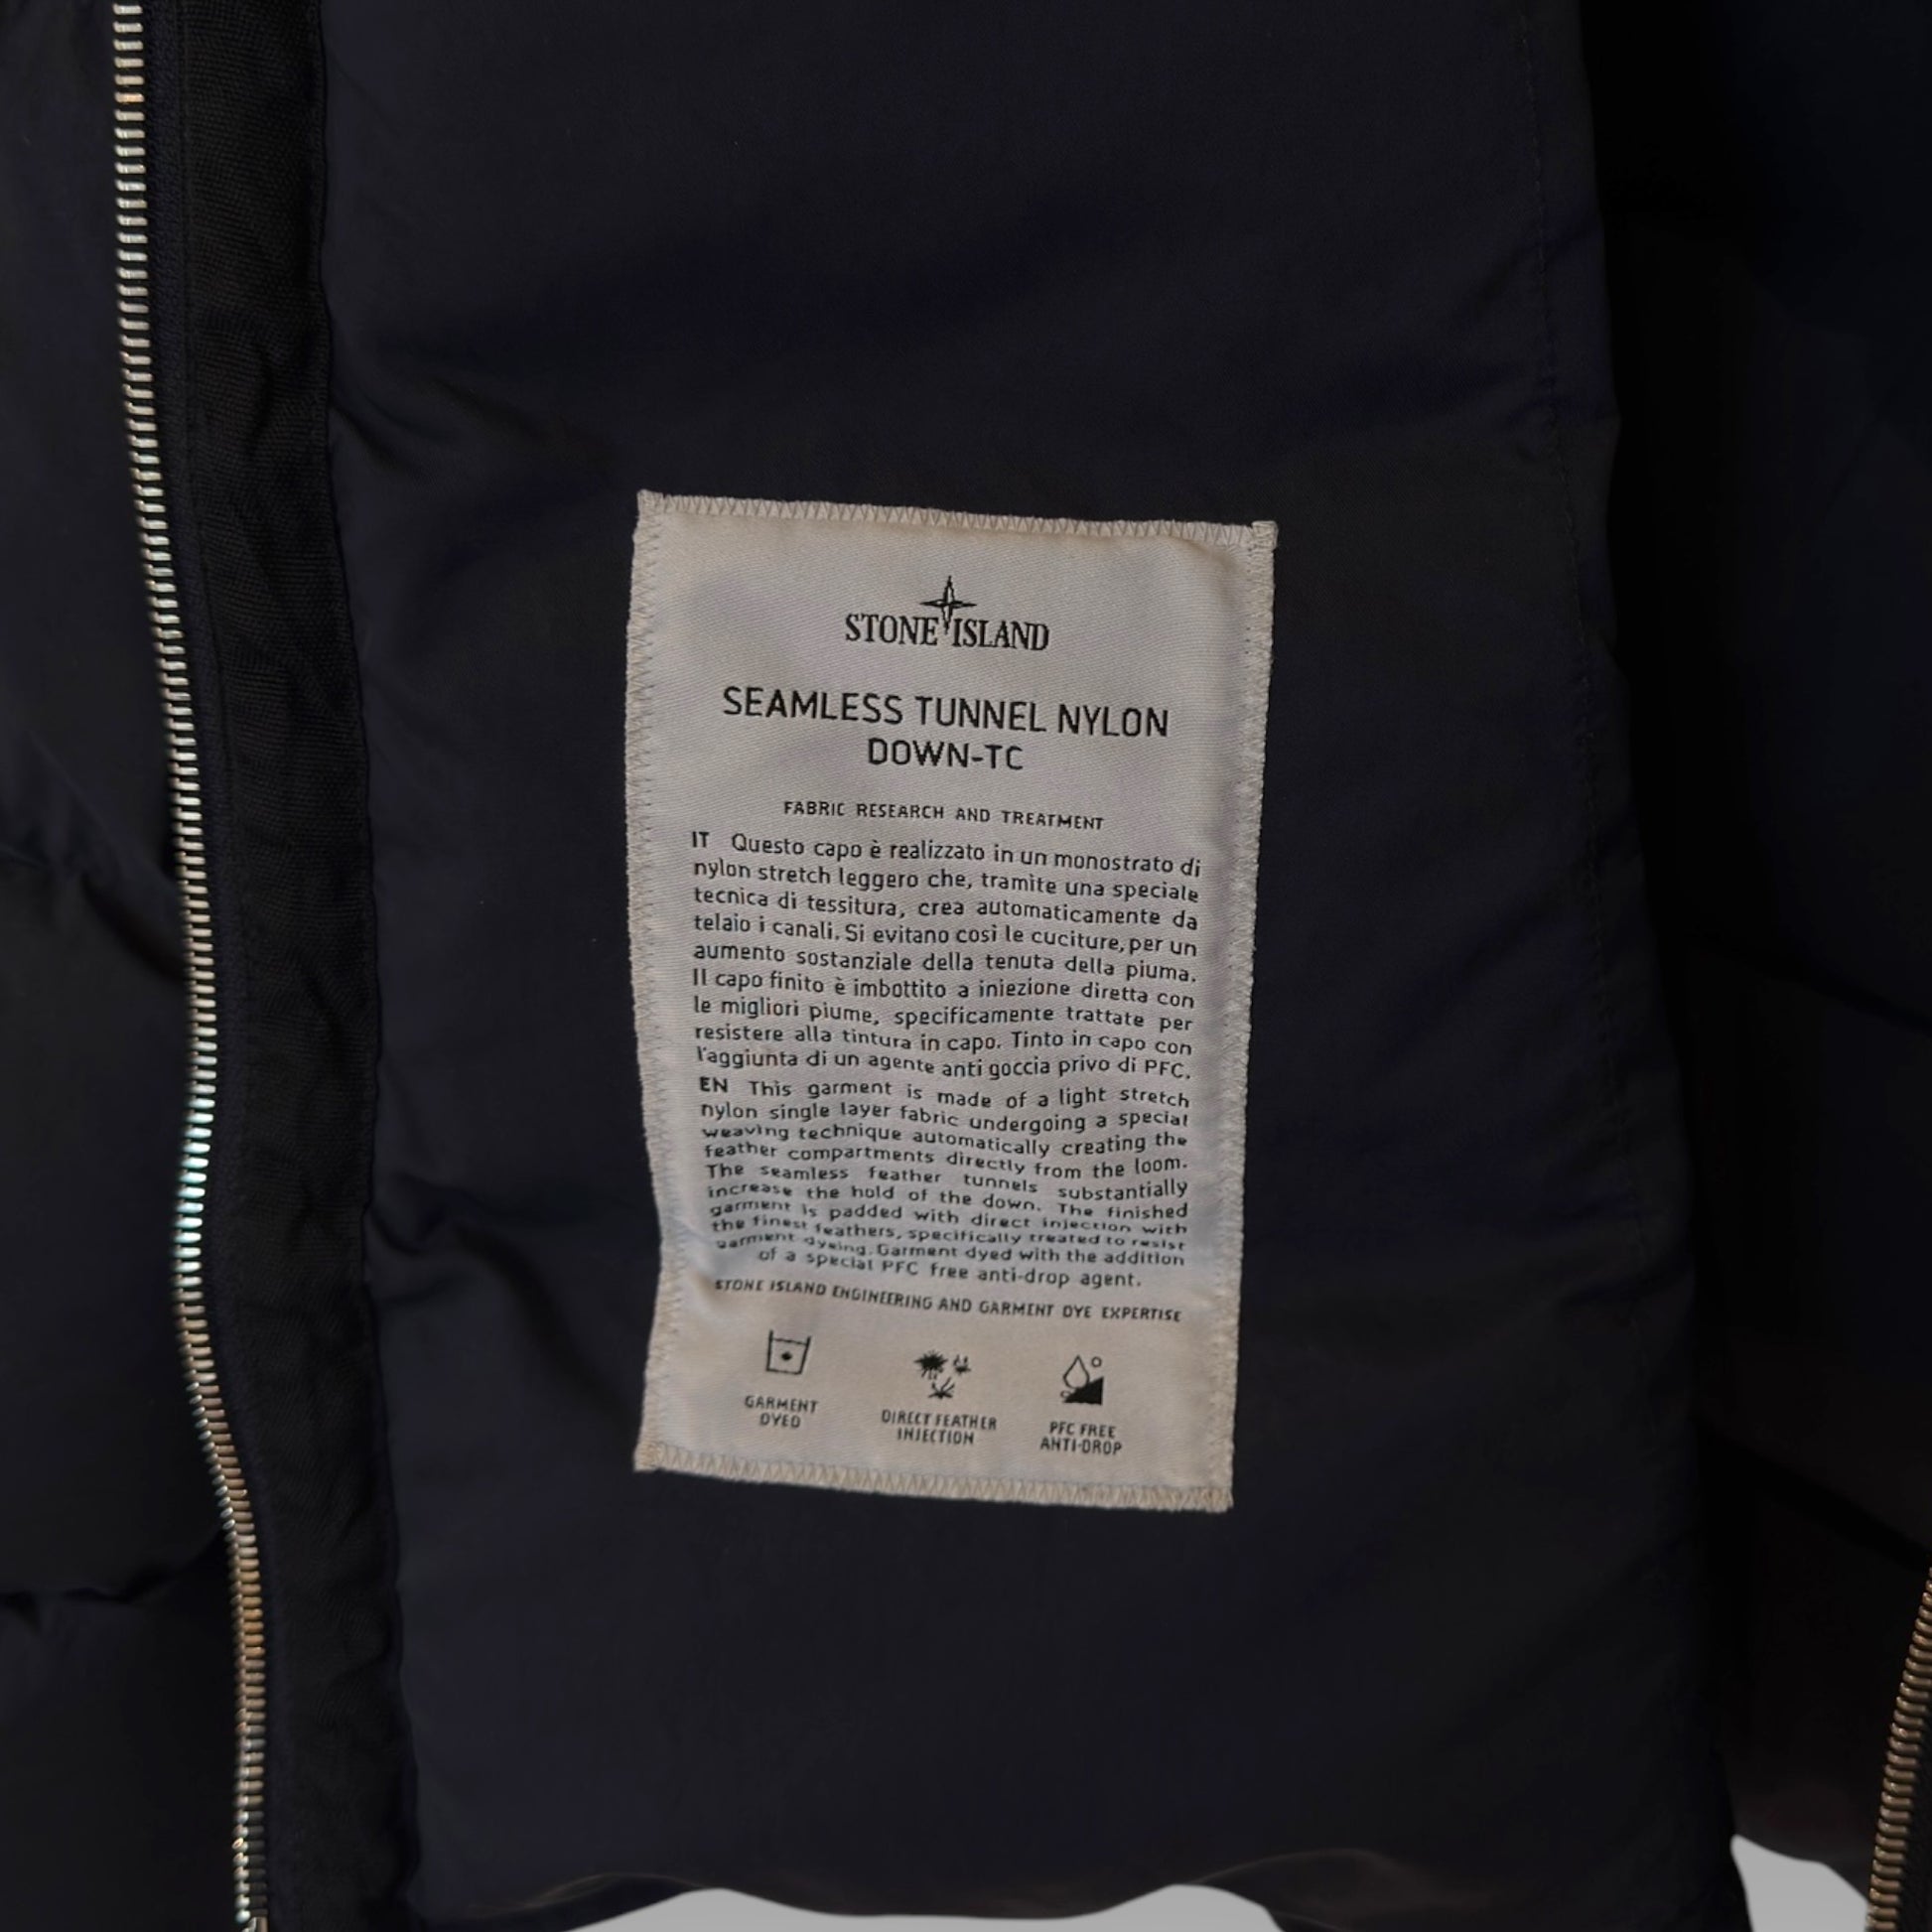 STONE ISLAND
SEAMLESS TUNNEL NYLON
DOWN-TC
FABRIC RESEARCH AND TREATMENT
IT Questo capo è realizzato in un monostrato di
nylon stretch leggero che, tramite una speciale
tecnica di tessitura, crea automaticamente da
telaio i canali. Si evitano così le cuciture, per un
aumento sostanziale della tenuta della piuma.
Il capo finito è imbottito a iniezione diretta con
le migliori piume, specificamente trattate per
resistere alla tintura in capo. Tinto in capo con
l'aggiunta di un agente anti goccia privo di PFC.
EN This garment is made of a light stretch
nylon single layer fabric undergoing a special
weaving technique automatically creating the
feather compartments directly from the loom.
The seamless feather tunnels substantially
increase the hold of the down. The finished
garment is padded with direct injection with
the finest feathers, specifically treated to resist
garment dyeing. Garment dyed with the addition
of a special PFC free anti-drop agent.
STONE ISLAND ENGINEERING AND GARMENT DYE EXPERTISE
GARMENT
DYED
DIRECT FEATHER
INJECTION
PFC FREE
ANTI-DROP